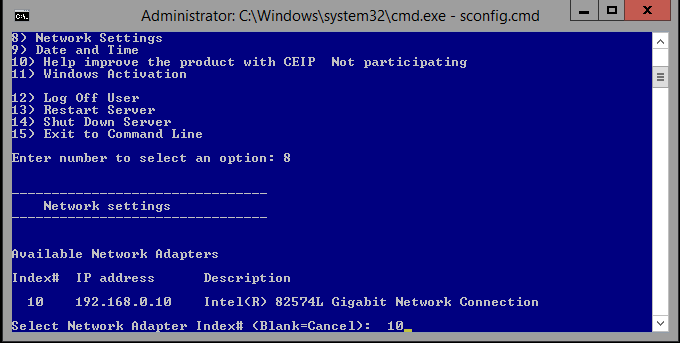 Administrator: C:\Windows\system32\cmd.exe - sconfig.cmd
8) Network Settings
9) Date and Time
10) Help improve the product with CEIP  Not participating
11) Windows Activation
12) Log Off User
13) Restart Server
14) Shut Down Server
15) Exit to Command Line
Enter number to select an option: 8
--------------------------------
Network settings
--------------------------------
Available Network Adapters
Index#  IP address      Description
10    192.168.0.10    Intel(R) 82574L Gigabit Network Connection
Select Network Adapter Index# (Blank=Cancel):  10_